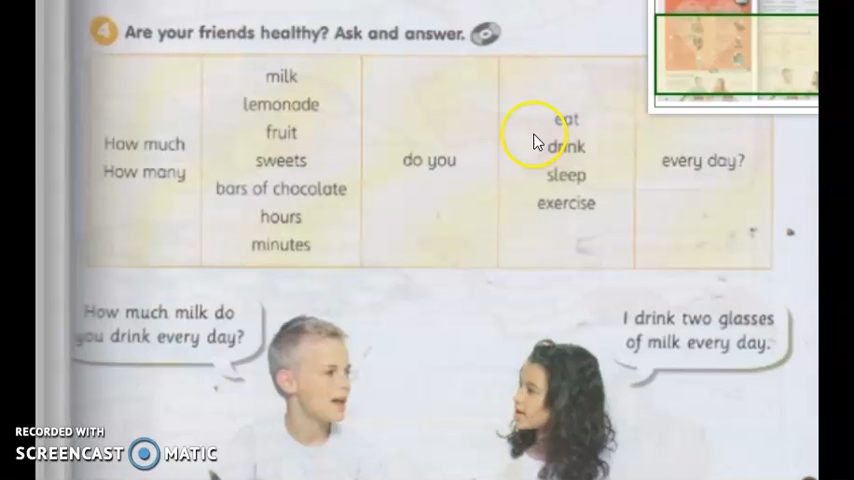 4 Are your friends healthy? Ask and answer.
How much
How many
milk
lemonade
fruit
sweets
bars of chocolate
hours
minutes
do you
eat
drink
sleep
exercise
every day?
How much milk do
you drink every day?
I drink two glasses
of milk every day.
RECORDED WITH
SCREENCAST MATIC